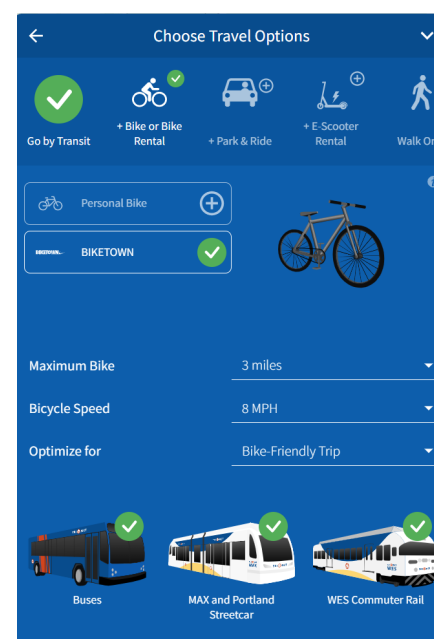 Choose Travel Options
Go by Transit
+ Bike or Bike
Rental
+ Park & Ride
+ E-Scooter
Rental
Walk On
Personal Bike
BIKETOWN
Maximum Bike
3 miles
Bicycle Speed
8 MPH
Optimize for
Bike-Friendly Trip
Buses
MAX and Portland
Streetcar
WES Commuter Rail